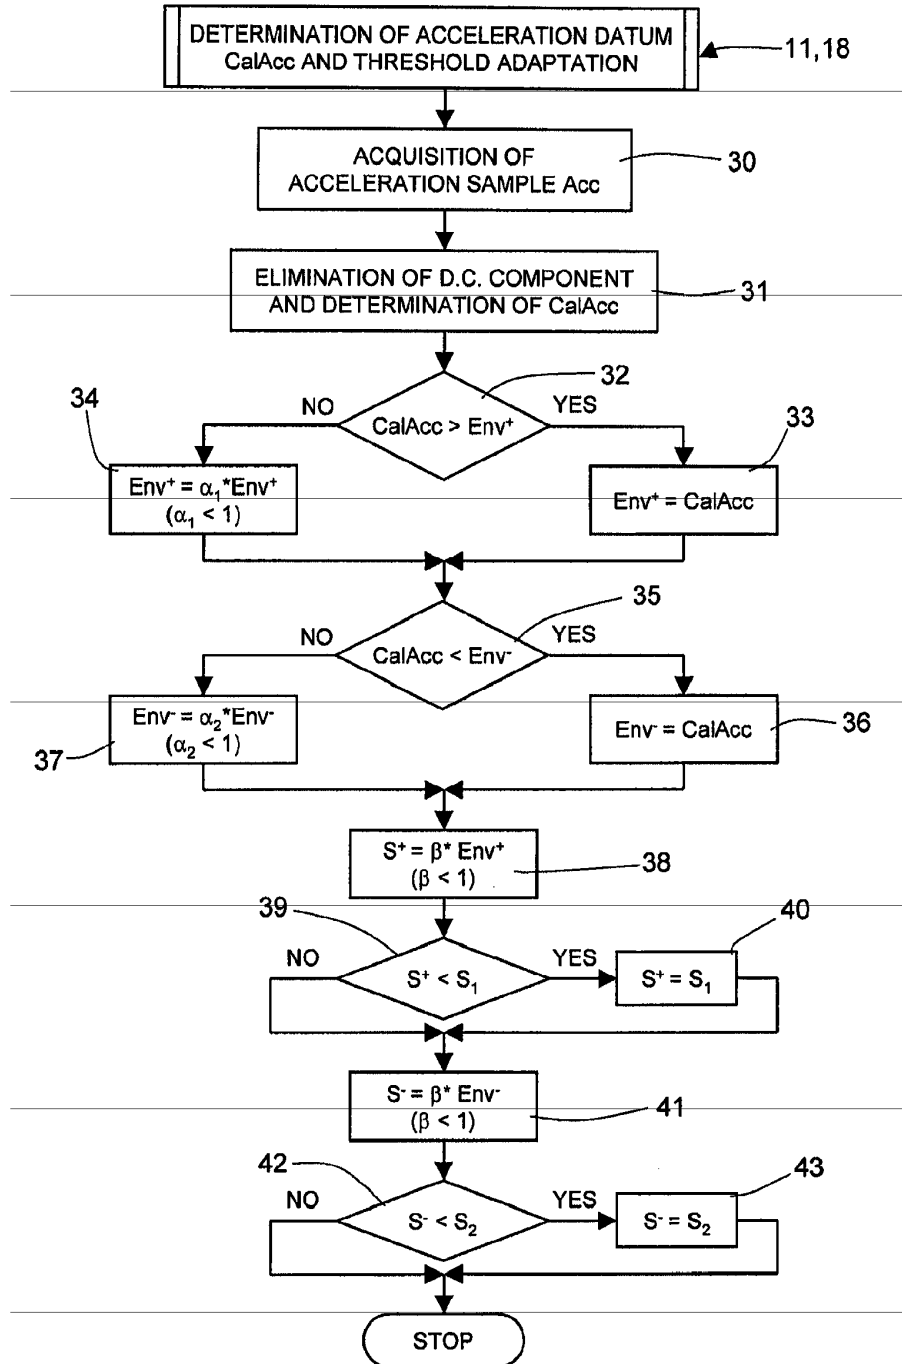 DETERMINATION OF ACCELERATION DATUM
CalAcc AND THRESHOLD ADAPTATION
11,18
ACQUISITION OF
ACCELERATION SAMPLE Acc
30
ELIMINATION OF D.C. COMPONENT
AND DETERMINATION OF CalAcc
31
32
34
NO
YES
CalAcc > Env⁺
33
Env⁺ = α₁*Env⁺
(α₁ < 1)
Env⁺ = CalAcc
35
NO
YES
CalAcc < Env⁻
Env⁻ = α₂*Env⁻
(α₂ < 1)
37
Env⁻ = CalAcc
36
S⁺ = β* Env⁺
(β < 1)
38
39
40
NO
YES
S⁺ < S₁
S⁺ = S₁
S⁻ = β* Env⁻
(β < 1)
41
42
43
NO
YES
S⁻ < S₂
S⁻ = S₂
STOP